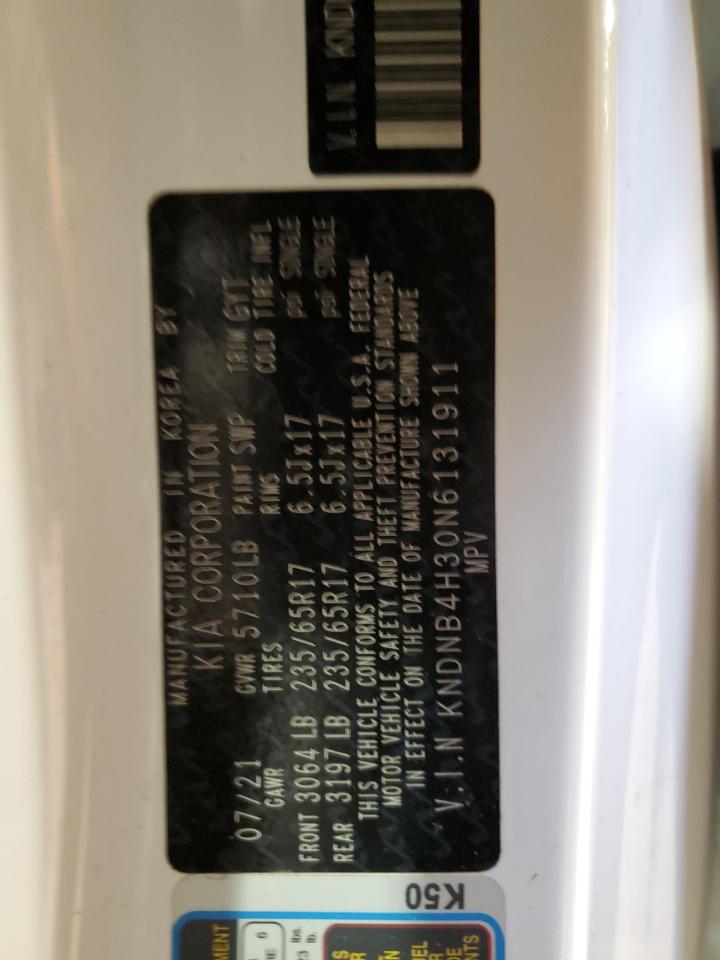 V.I.N KND
MANUFACTURED IN KOREA BY
KIA CORPORATION
07/21 GVWR 5710LB PAINT SWP TRIM GYT
GAWR TIRES RIMS COLD TIRE INFL
FRONT 3064 LB 235/65R17 6.5Jx17 psi SINGLE
REAR 3197 LB 235/65R17 6.5Jx17 psi SINGLE
THIS VEHICLE CONFORMS TO ALL APPLICABLE U.S.A. FEDERAL
MOTOR VEHICLE SAFETY AND THEFT PREVENTION STANDARDS
IN EFFECT ON THE DATE OF MANUFACTURE SHOWN ABOVE
V.I.N KNDNB4H30N6131911
MPV
K50